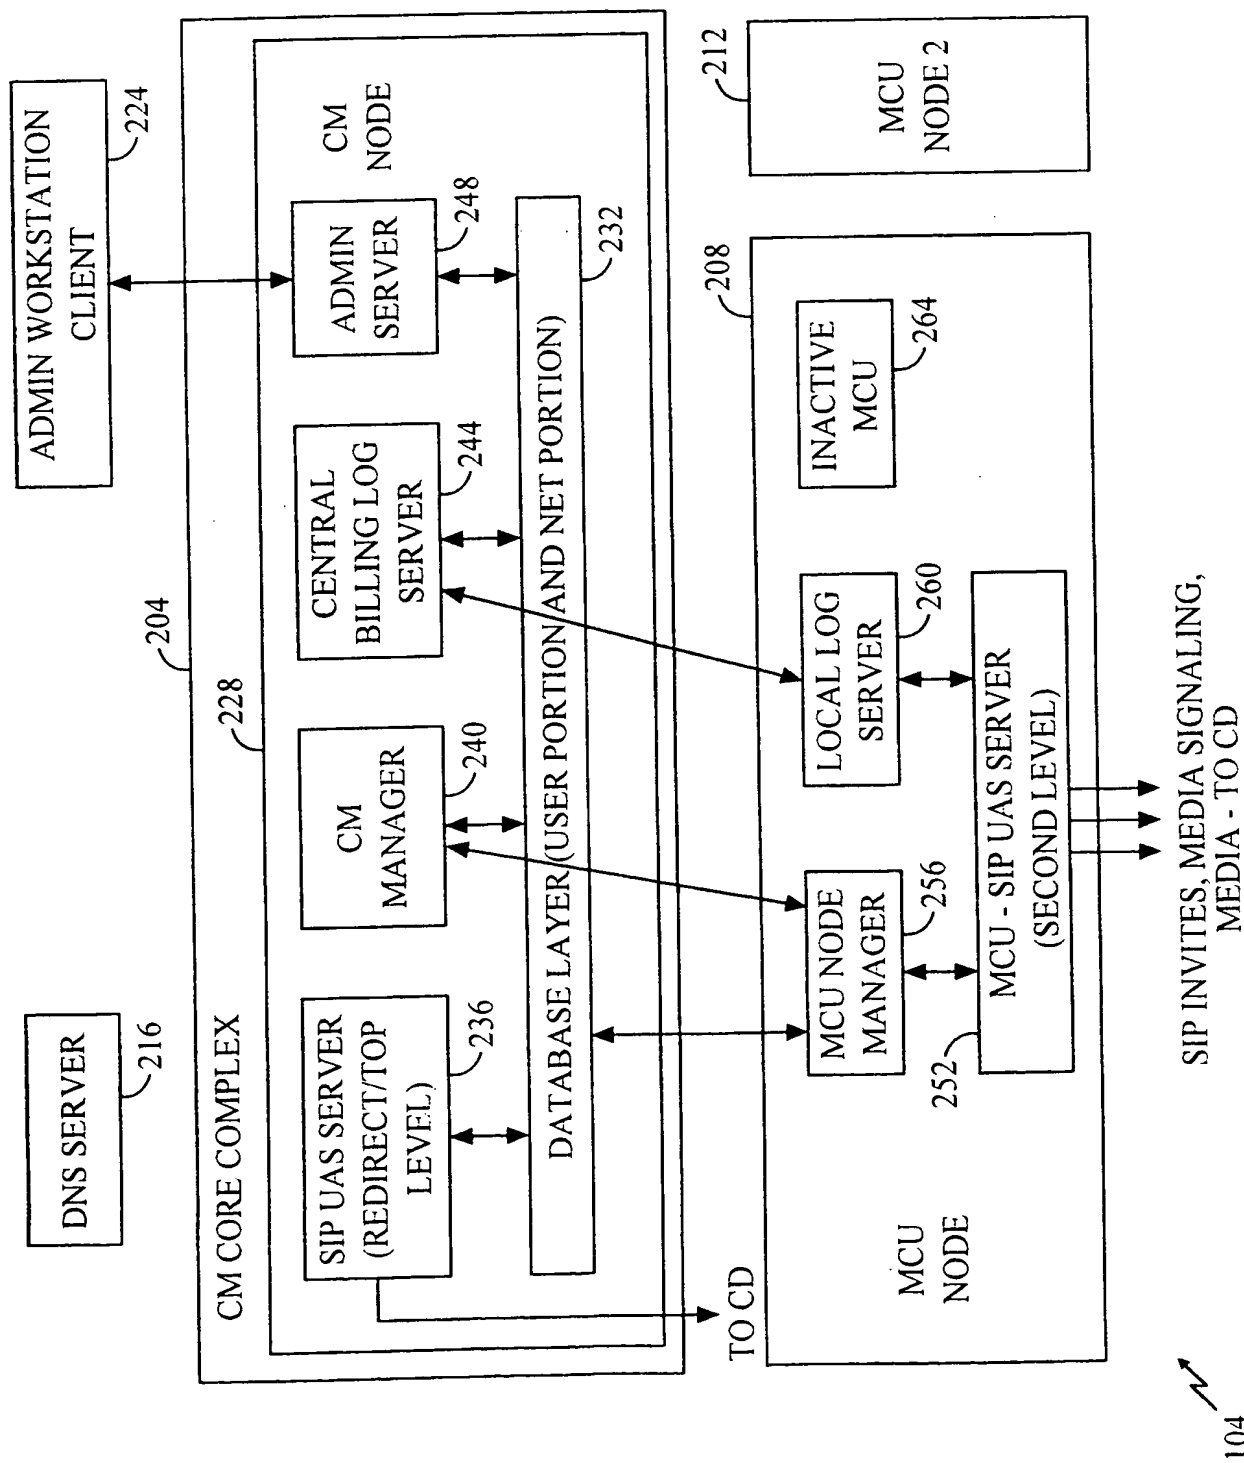 DNS SERVER
216
ADMIN WORKSTATION
CLIENT
224
CM CORE COMPLEX
204
228
SIP UAS SERVER
(REDIRECT/TOP
LEVEL)
236
CM
MANAGER
240
CENTRAL
BILLING LOG
SERVER
244
ADMIN
SERVER
248
CM
NODE
DATABASE LAYER(USER PORTION AND NET PORTION)
232
TO CD
208
212
MCU
NODE
MCU NODE
MANAGER
256
LOCAL LOG
SERVER
260
INACTIVE
MCU
264
MCU
NODE 2
252
MCU - SIP UAS SERVER
(SECOND LEVEL)
SIP INVITES, MEDIA SIGNALING,
MEDIA - TO CD
104